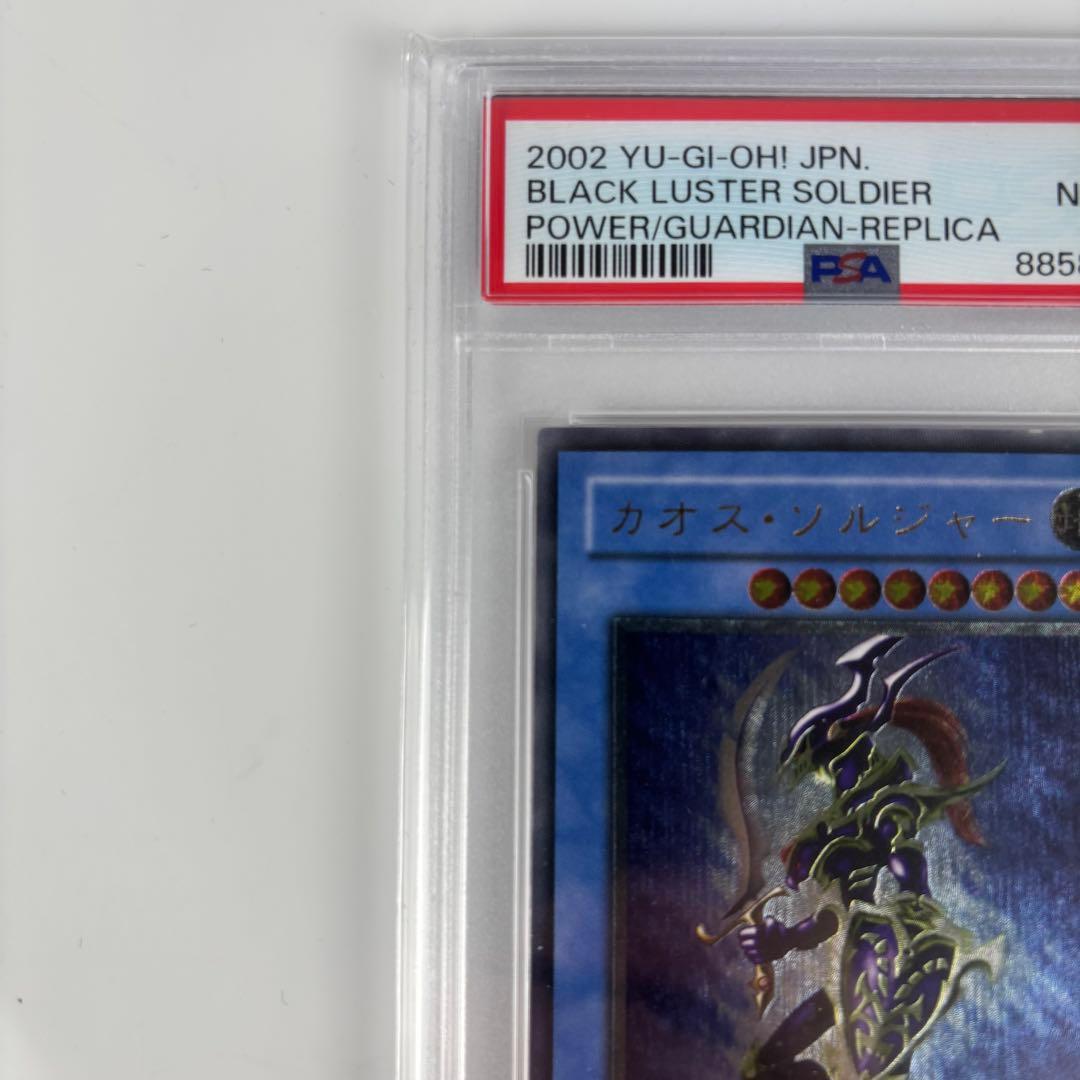 2002 YU-GI-OH! JPN.
BLACK LUSTER SOLDIER
POWER/GUARDIAN-REPLICA
PSA
カオス・ソルジャー